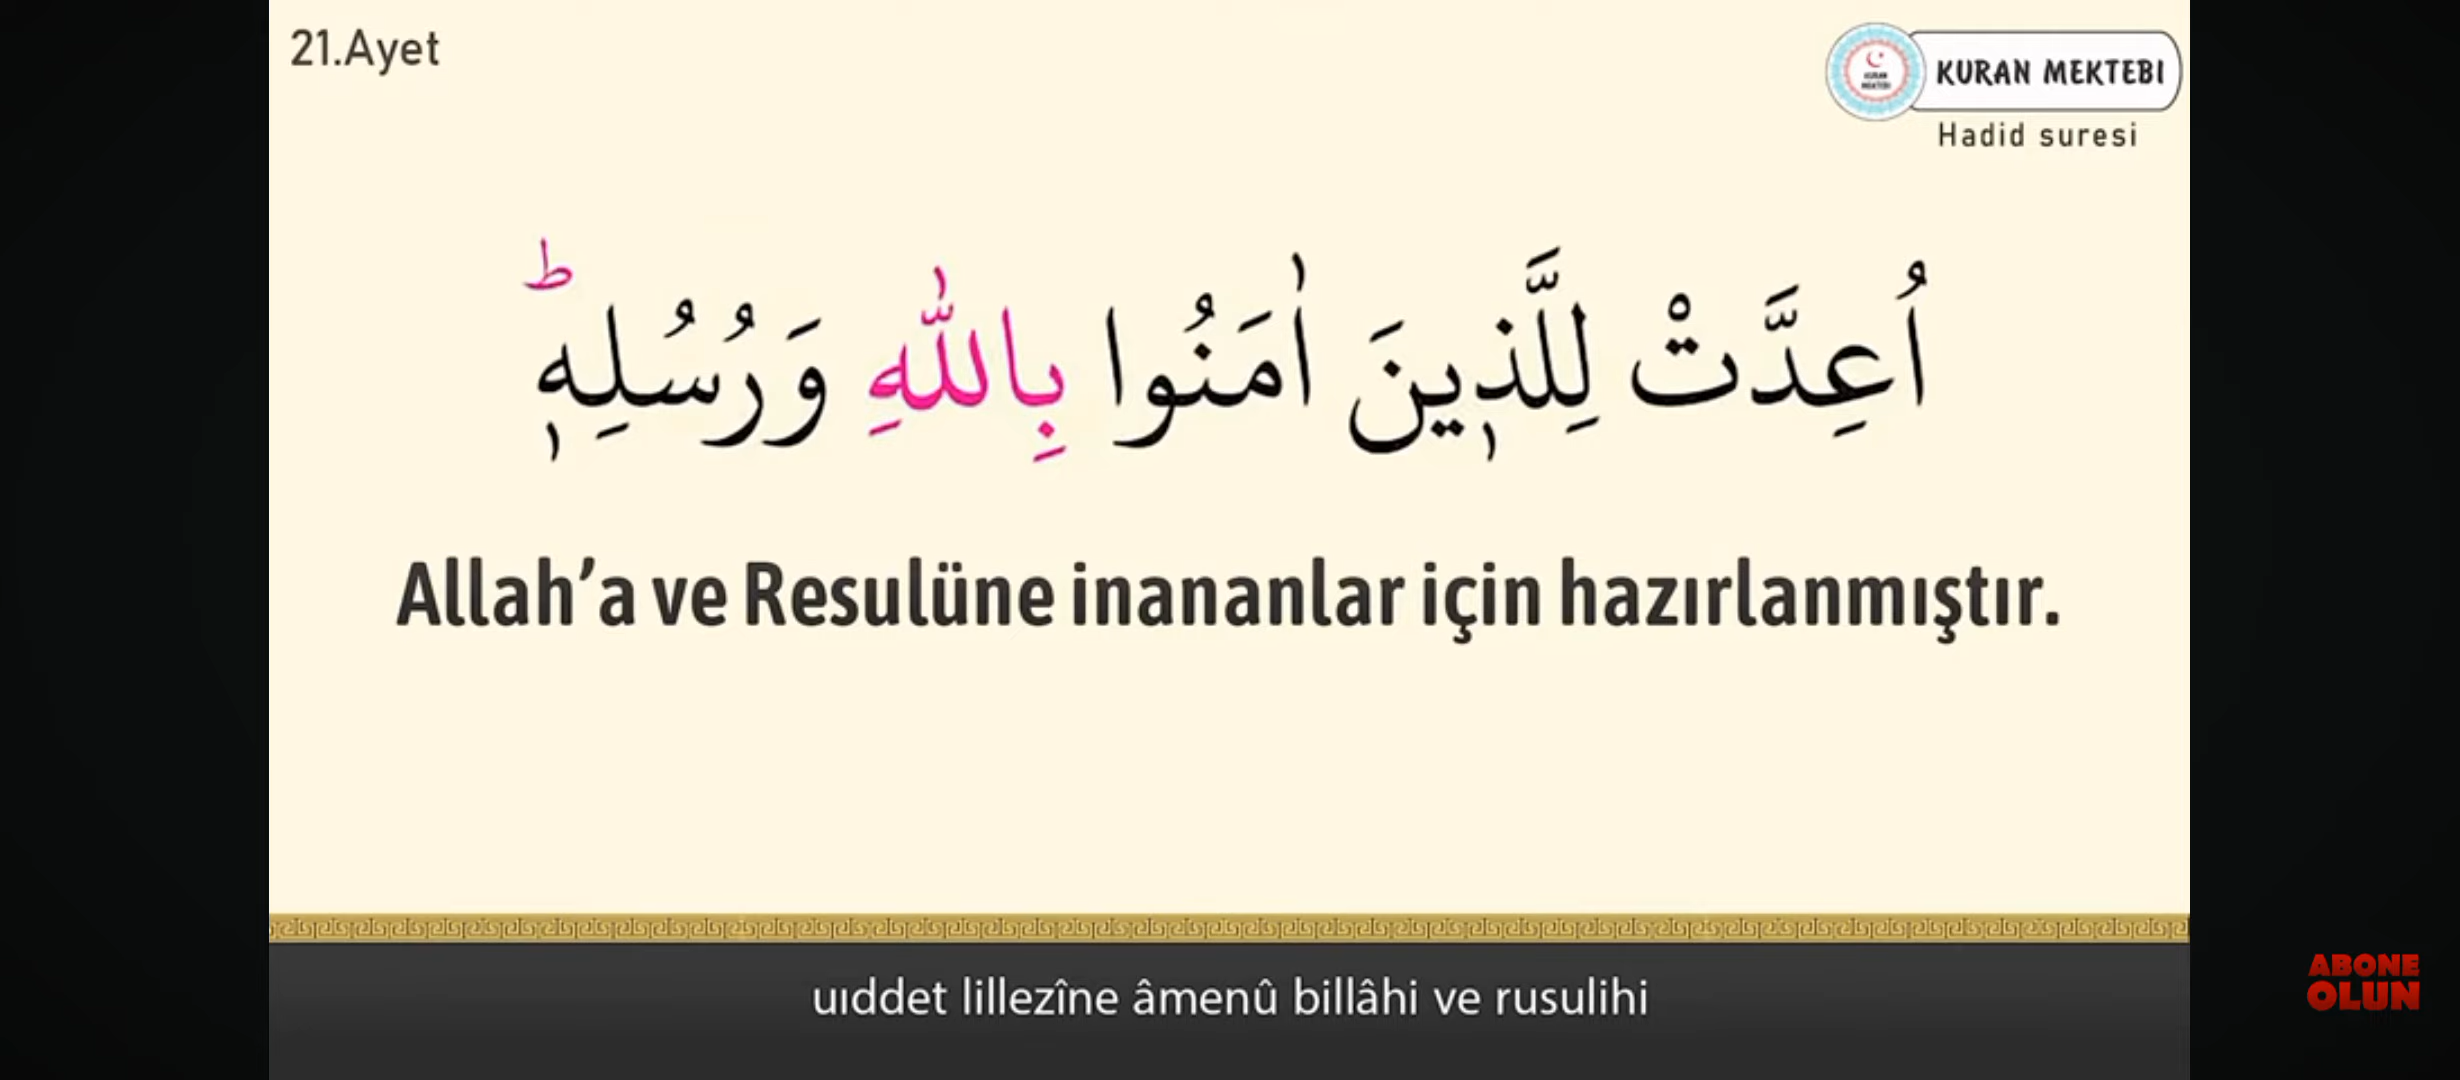 21.Ayet
KURAN MEKTEBI
Hadid suresi
اُعِدَّتْ لِلَّذ۪ينَ اٰمَنُوا بِاللّٰهِ وَرُسُلِه۪ۜ
Allah’a ve Resulüne inananlar için hazırlanmıştır.
uıddet lillezîne âmenû billâhi ve rusulihi
ABONE
OLUN